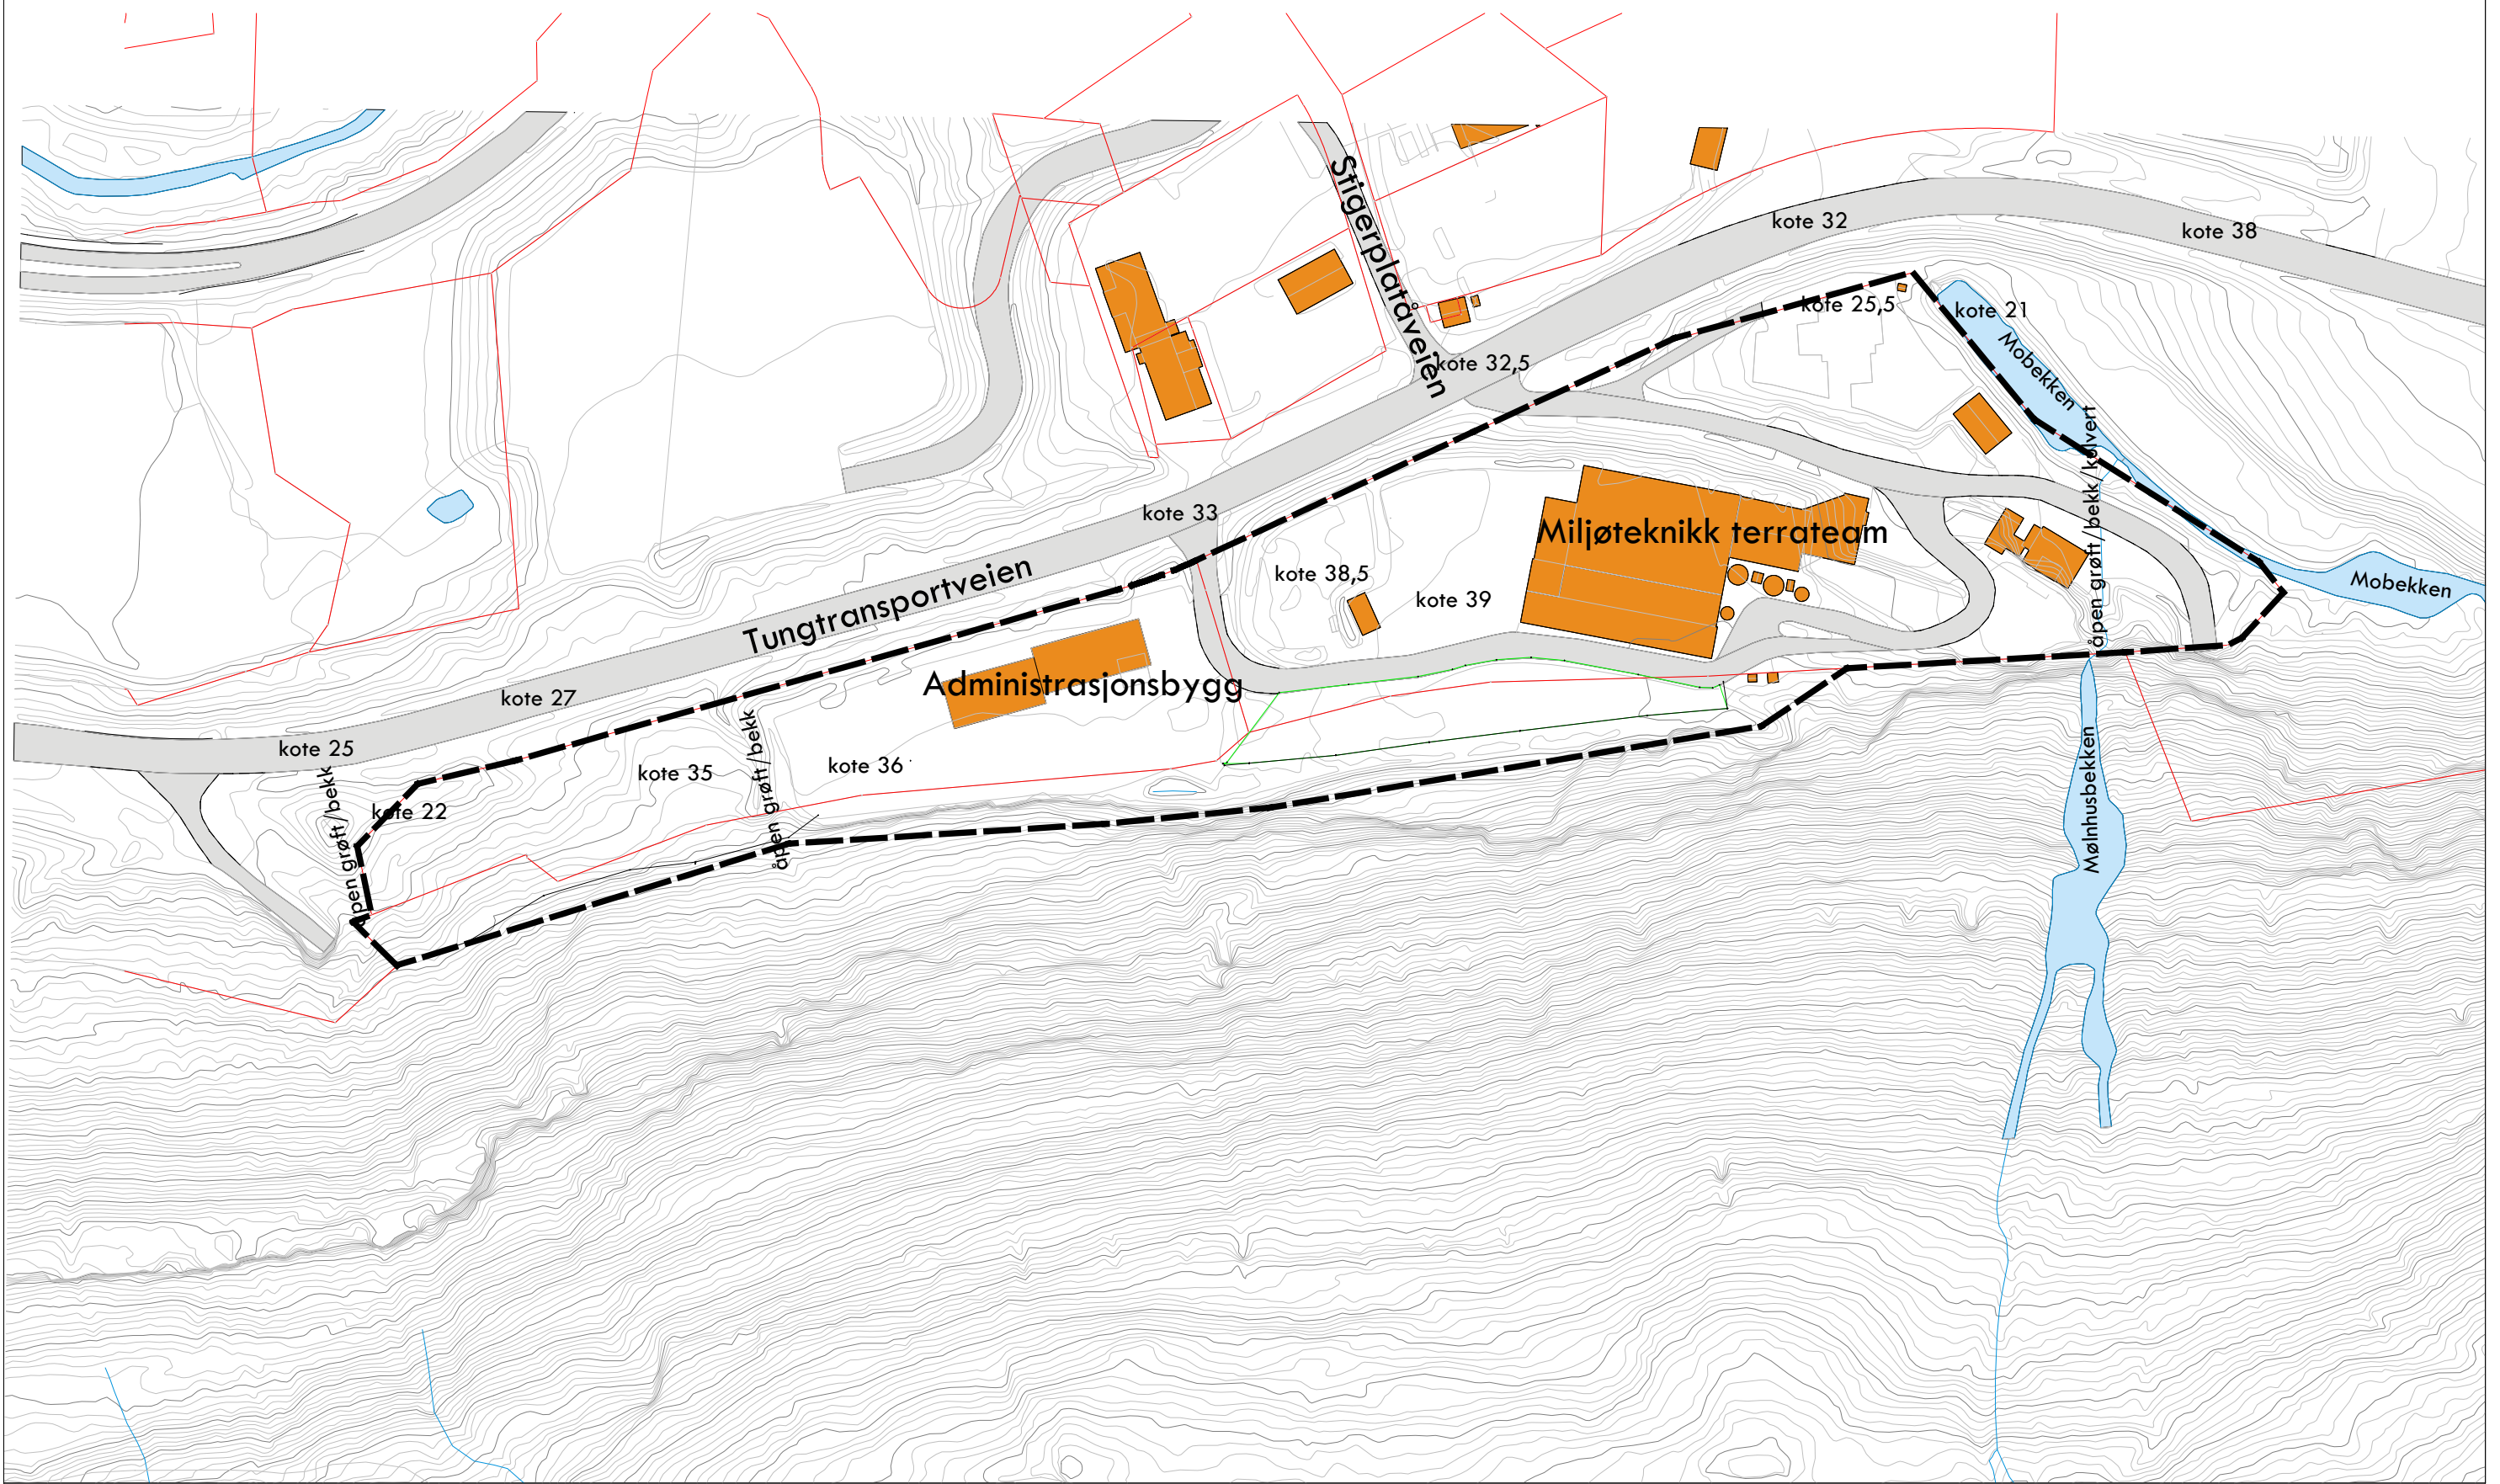 Stigerplatåveien
kote 32
kote 38
kote 25,5
kote 21
Mobekken
kote 32,5
åpen grøft/bekk/kulvert
kote 33
Miljøteknikk terrateam
kote 38,5
kote 39
Mobekken
Tungtransportveien
Administrasjonsbygg
kote 27
kote 25
kote 35
kote 36
åpen grøft/bekk
åpen grøft/bekk
kote 22
Mølnhusbekken